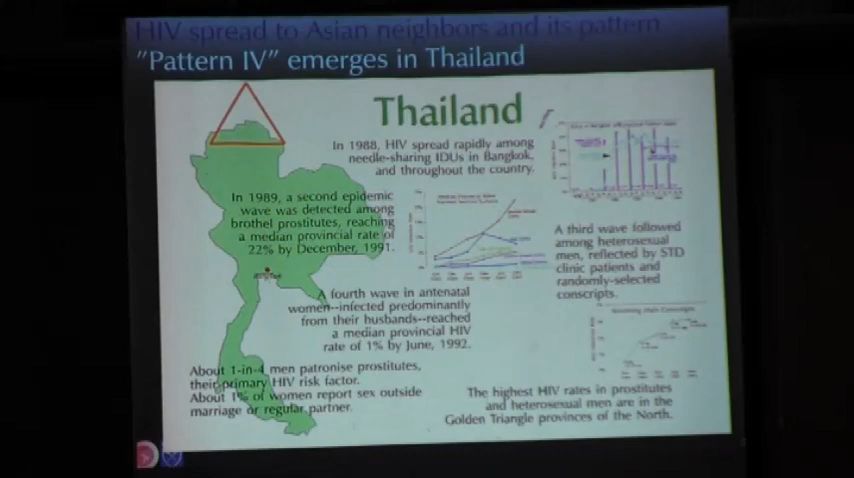 HIV spread to Asian neighbors and its pattern
"Pattern IV" emerges in Thailand
Thailand
In 1988, HIV spread rapidly among
needle-sharing IDUs in Bangkok,
and throughout the country.
In 1989, a second epidemic
wave was detected among
brothel prostitutes, reaching
a median provincial rate of
22% by December, 1991.
A third wave followed
among heterosexual
men, reflected by STD
clinic patients and
randomly-selected
conscripts.
A fourth wave in antenatal
women--infected predominantly
from their husbands--reached
a median provincial HIV
rate of 1% by June, 1992.
About 1-in-4 men patronise prostitutes,
their primary HIV risk factor.
About 1% of women report sex outside
marriage or regular partner.
The highest HIV rates in prostitutes
and heterosexual men are in the
Golden Triangle provinces of the North.